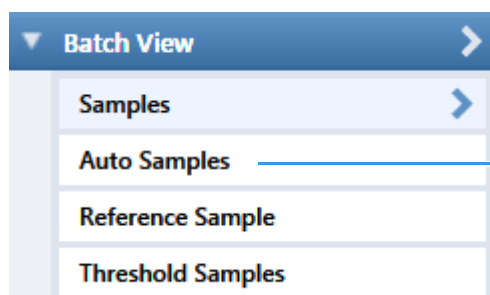 Batch View
Samples
Auto Samples
Reference Sample
Threshold Samples